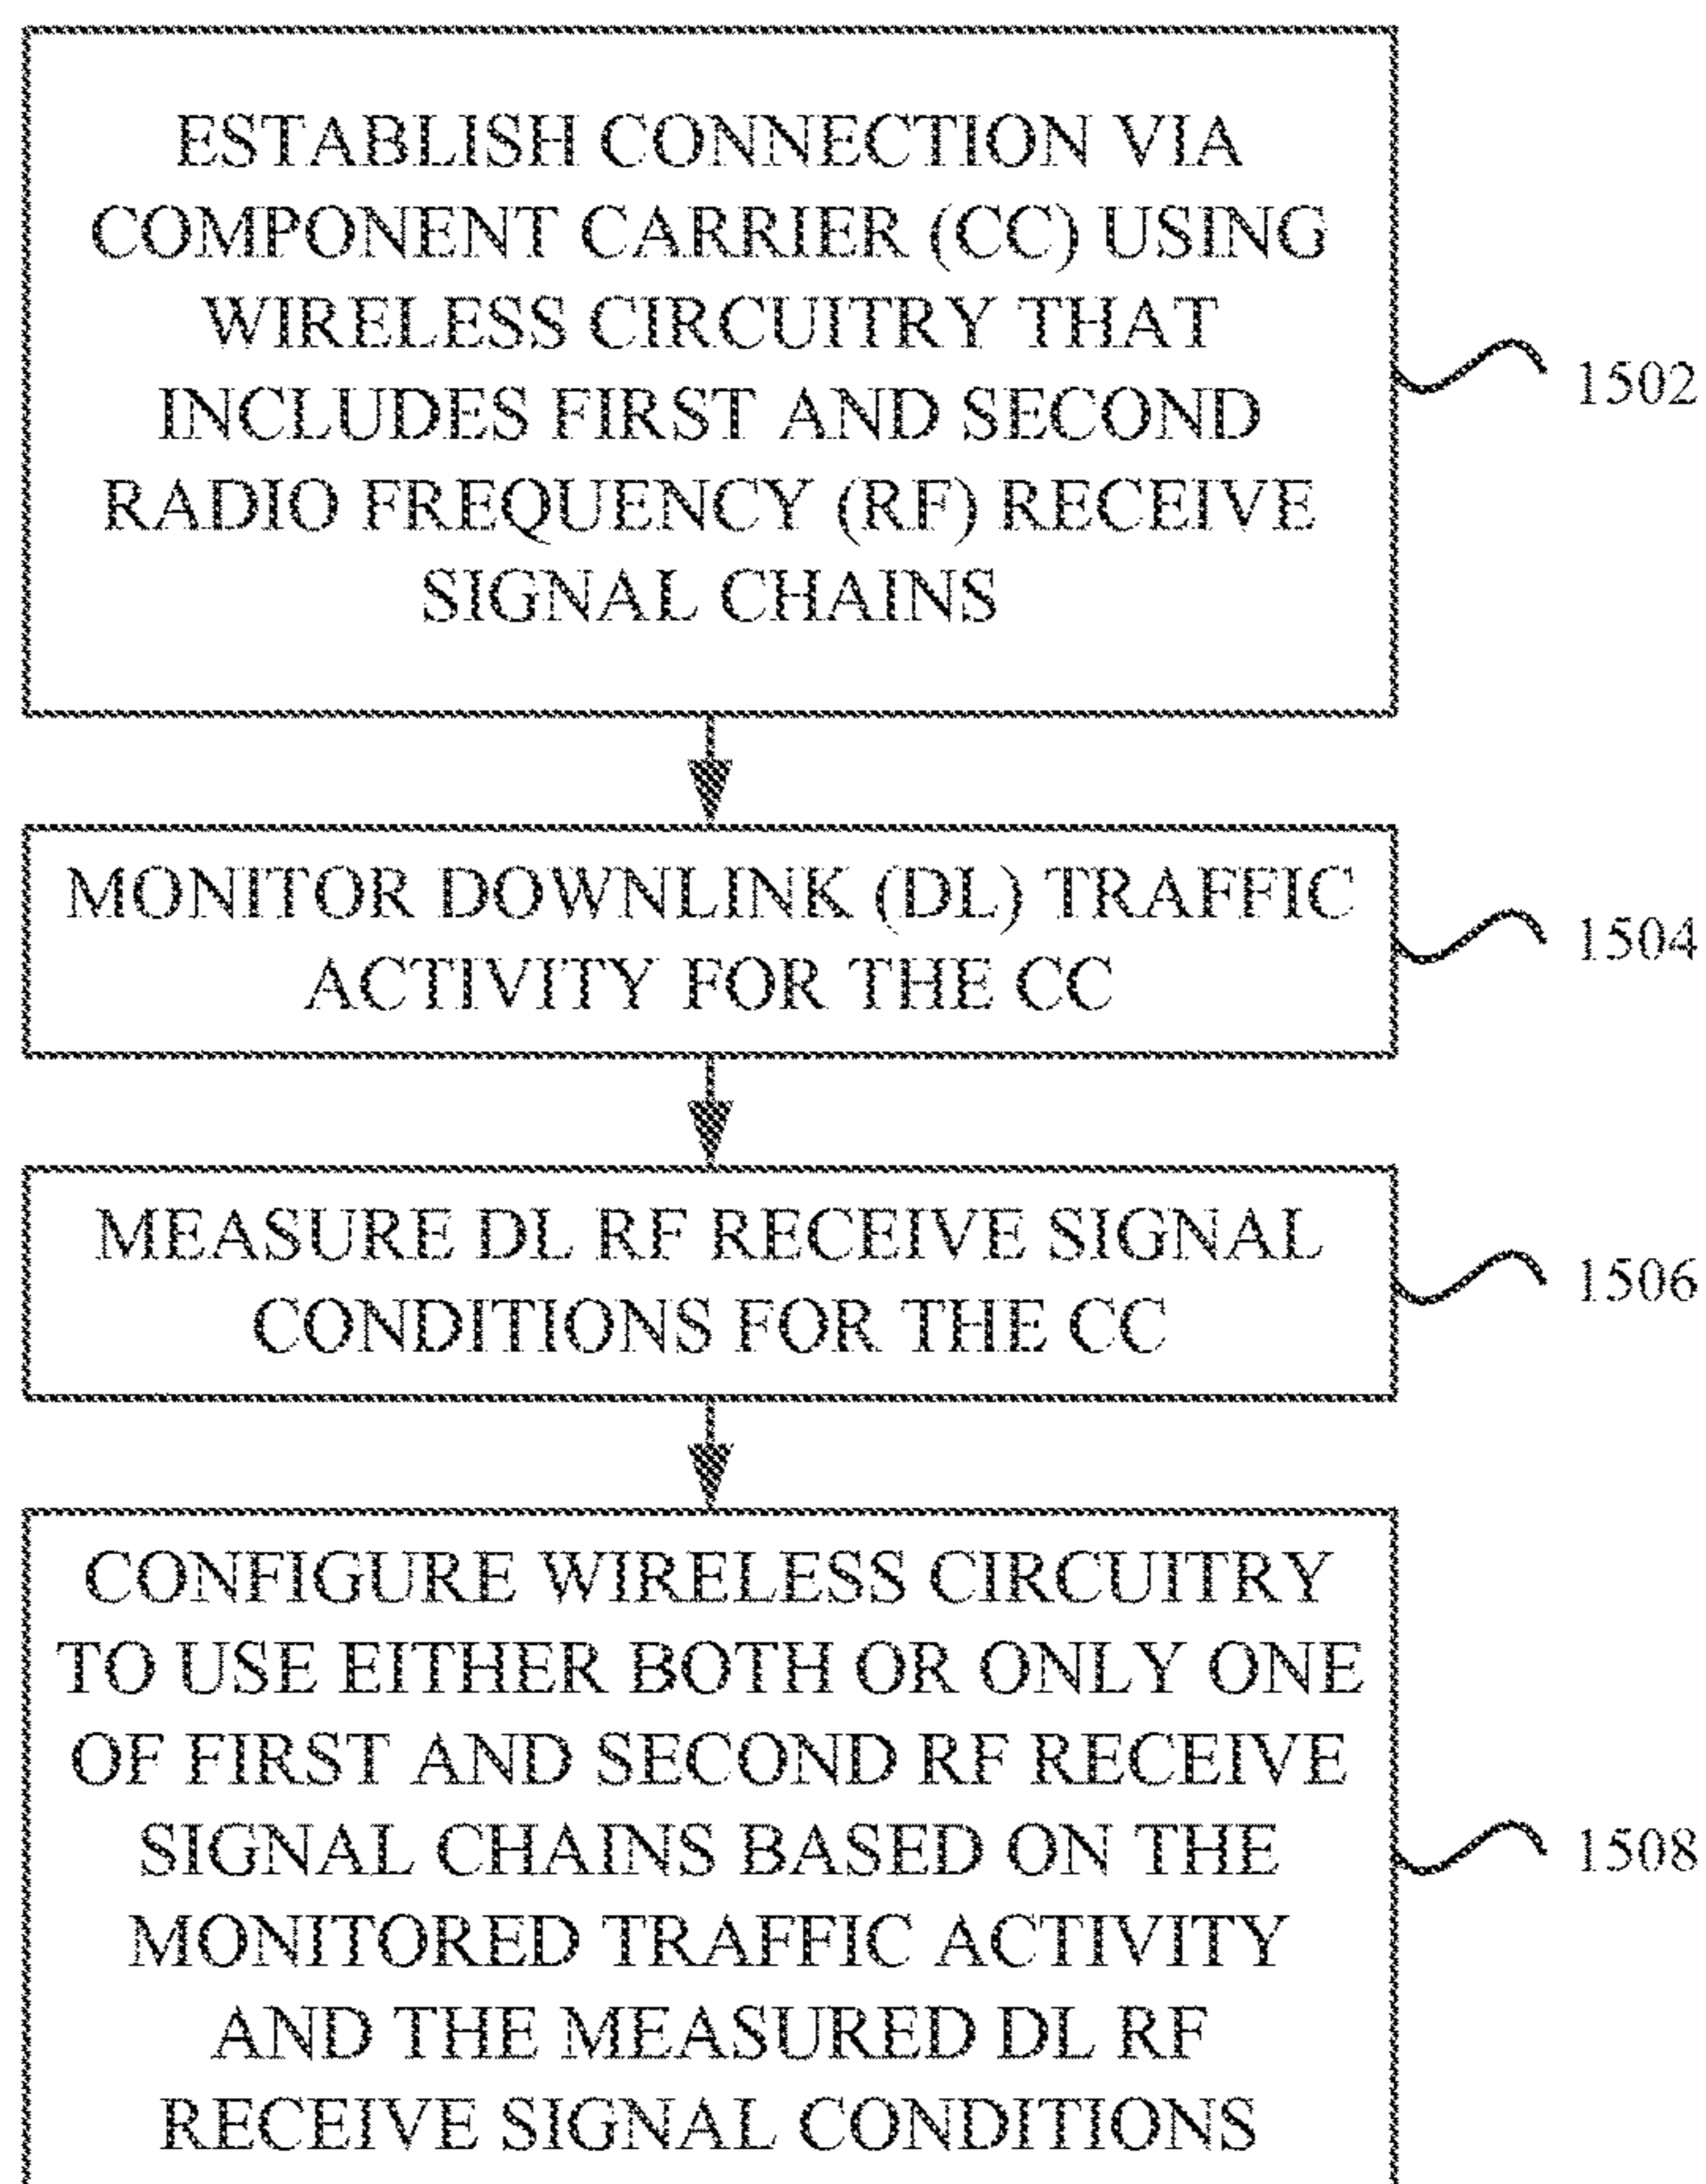 ESTABLISH CONNECTION VIA
COMPONENT CARRIER (CC) USING
WIRELESS CIRCUITRY THAT
INCLUDES FIRST AND SECOND
RADIO FREQUENCY (RF) RECEIVE
SIGNAL CHAINS
1502
MONITOR DOWNLINK (DL) TRAFFIC
ACTIVITY FOR THE CC
1504
MEASURE DL RF RECEIVE SIGNAL
CONDITIONS FOR THE CC
1506
CONFIGURE WIRELESS CIRCUITRY
TO USE EITHER BOTH OR ONLY ONE
OF FIRST AND SECOND RF RECEIVE
SIGNAL CHAINS BASED ON THE
MONITORED TRAFFIC ACTIVITY
AND THE MEASURED DL RF
RECEIVE SIGNAL CONDITIONS
1508